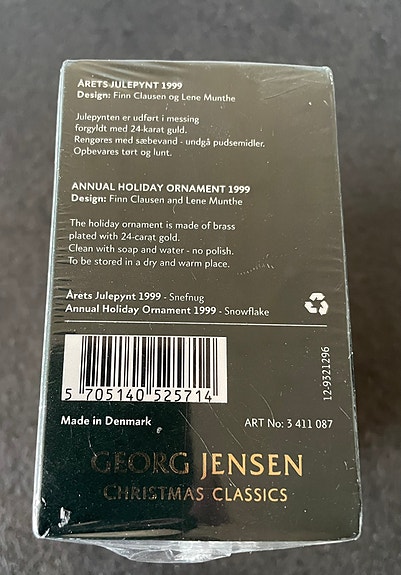 ÅRETS JULEPYNT 1999
Design: Finn Clausen og Lene Munthe
Julepynten er udført i messing
forgyldt med 24-karat guld.
Rengøres med sæbevand - undgå pudsemidler.
Opbevares tørt og lunt.
ANNUAL HOLIDAY ORNAMENT 1999
Design: Finn Clausen and Lene Munthe
The holiday ornament is made of brass
plated with 24-carat gold.
Clean with soap and water - no polish.
To be stored in a dry and warm place.
Årets Julepynt 1999 - Snefnug
Annual Holiday Ornament 1999 - Snowflake
5 705140 525714
12-9321296
Made in Denmark
ART No: 3 411 087
GEORG JENSEN
CHRISTMAS CLASSICS